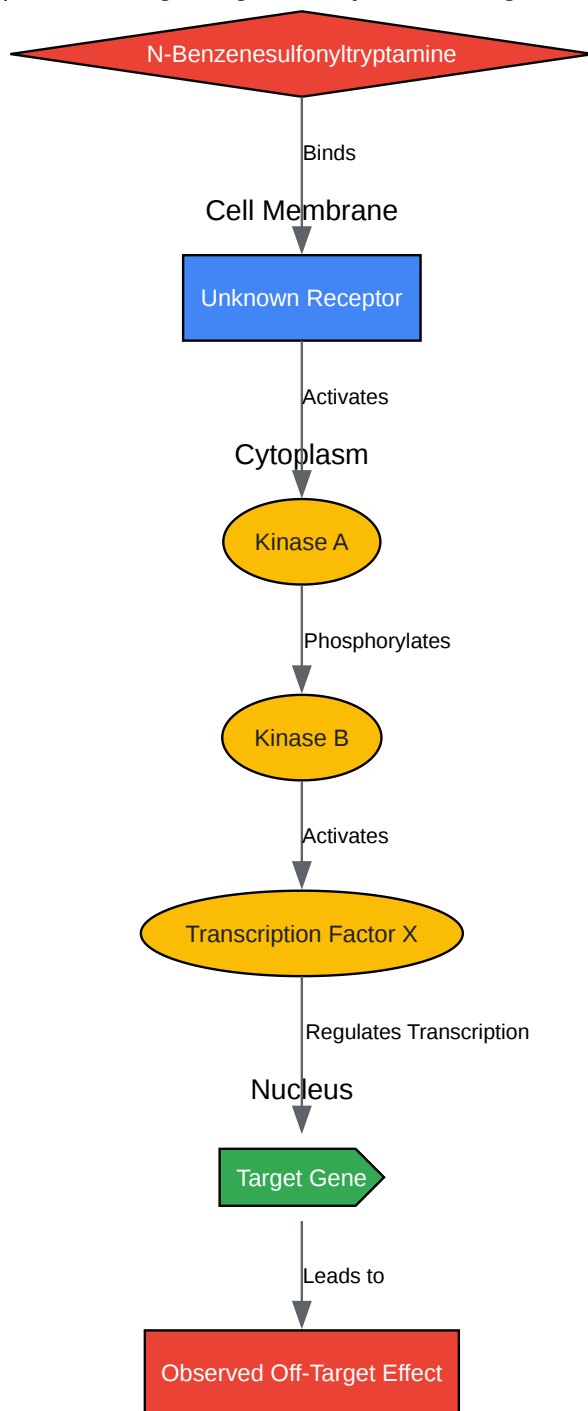 N-Benzenesulfonyltryptamine
Binds
Cell Membrane
Unknown Receptor
Activates
Cytoplasm
Kinase A
Phosphorylates
Kinase B
Activates
Transcription Factor X
Regulates Transcription
Nucleus
Target Gene
Leads to
Observed Off-Target Effect